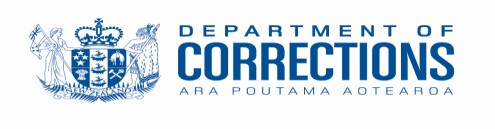 DEPARTMENT OF
CORRECTIONS
ARA POUTAMA AOTEAROA